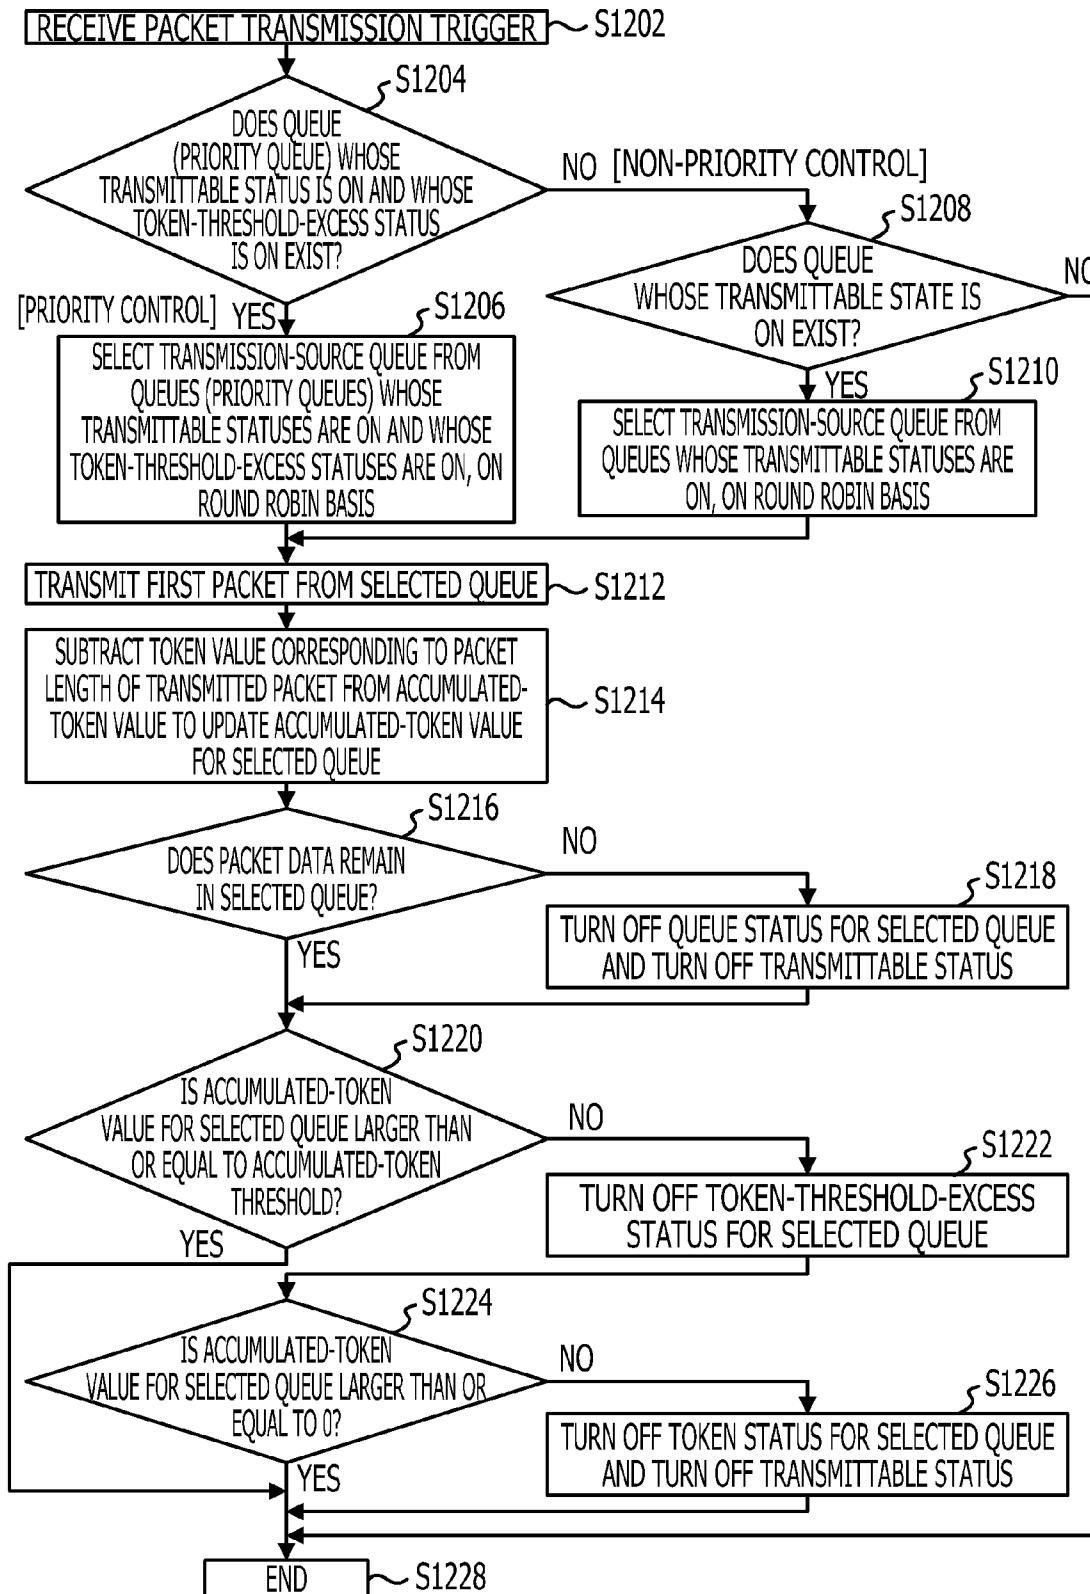 RECEIVE PACKET TRANSMISSION TRIGGER
S1202
S1204
DOES QUEUE
(PRIORITY QUEUE) WHOSE
TRANSMITTABLE STATUS IS ON AND WHOSE
TOKEN-THRESHOLD-EXCESS STATUS
IS ON EXIST?
NO [NON-PRIORITY CONTROL]
S1208
DOES QUEUE
WHOSE TRANSMITTABLE STATE IS
ON EXIST?
NO
[PRIORITY CONTROL] YES
S1206
SELECT TRANSMISSION-SOURCE QUEUE FROM
QUEUES (PRIORITY QUEUES) WHOSE
TRANSMITTABLE STATUSES ARE ON AND WHOSE
TOKEN-THRESHOLD-EXCESS STATUSES ARE ON, ON
ROUND ROBIN BASIS
YES
S1210
SELECT TRANSMISSION-SOURCE QUEUE FROM
QUEUES WHOSE TRANSMITTABLE STATUSES ARE
ON, ON ROUND ROBIN BASIS
TRANSMIT FIRST PACKET FROM SELECTED QUEUE
S1212
SUBTRACT TOKEN VALUE CORRESPONDING TO PACKET
LENGTH OF TRANSMITTED PACKET FROM ACCUMULATED-
TOKEN VALUE TO UPDATE ACCUMULATED-TOKEN VALUE
FOR SELECTED QUEUE
S1214
S1216
DOES PACKET DATA REMAIN
IN SELECTED QUEUE?
NO
S1218
TURN OFF QUEUE STATUS FOR SELECTED QUEUE
AND TURN OFF TRANSMITTABLE STATUS
YES
S1220
IS ACCUMULATED-TOKEN
VALUE FOR SELECTED QUEUE LARGER THAN
OR EQUAL TO ACCUMULATED-TOKEN
THRESHOLD?
NO
S1222
TURN OFF TOKEN-THRESHOLD-EXCESS
STATUS FOR SELECTED QUEUE
YES
S1224
IS ACCUMULATED-TOKEN
VALUE FOR SELECTED QUEUE LARGER THAN OR
EQUAL TO 0?
NO
S1226
TURN OFF TOKEN STATUS FOR SELECTED QUEUE
AND TURN OFF TRANSMITTABLE STATUS
YES
END
S1228